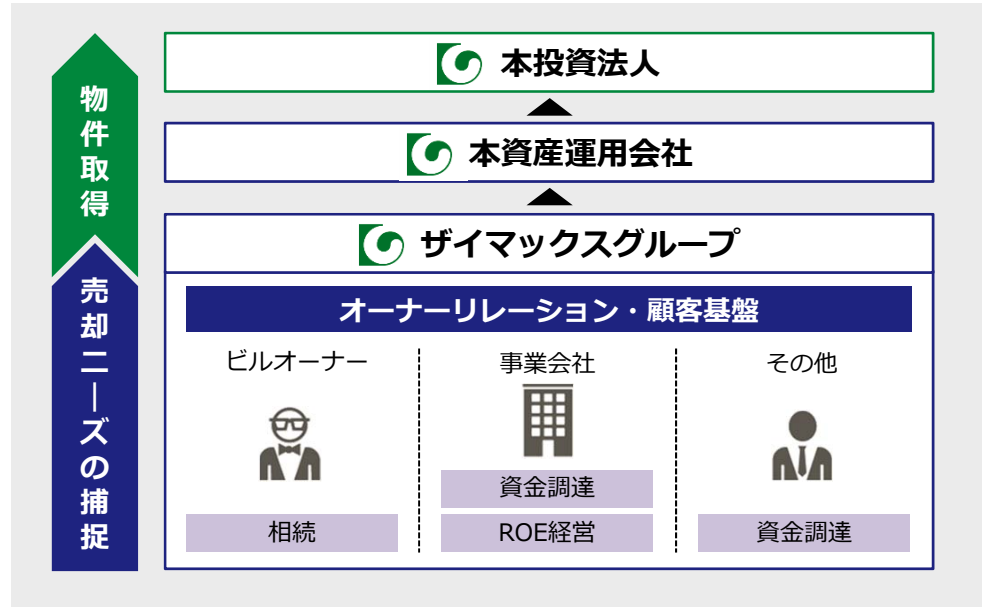 物件取得
売却ニーズの捕捉
本投資法人
本資産運用会社
ザイマックスグループ
オーナーリレーション・顧客基盤
ビルオーナー
相続
事業会社
資金調達
ROE経営
その他
資金調達